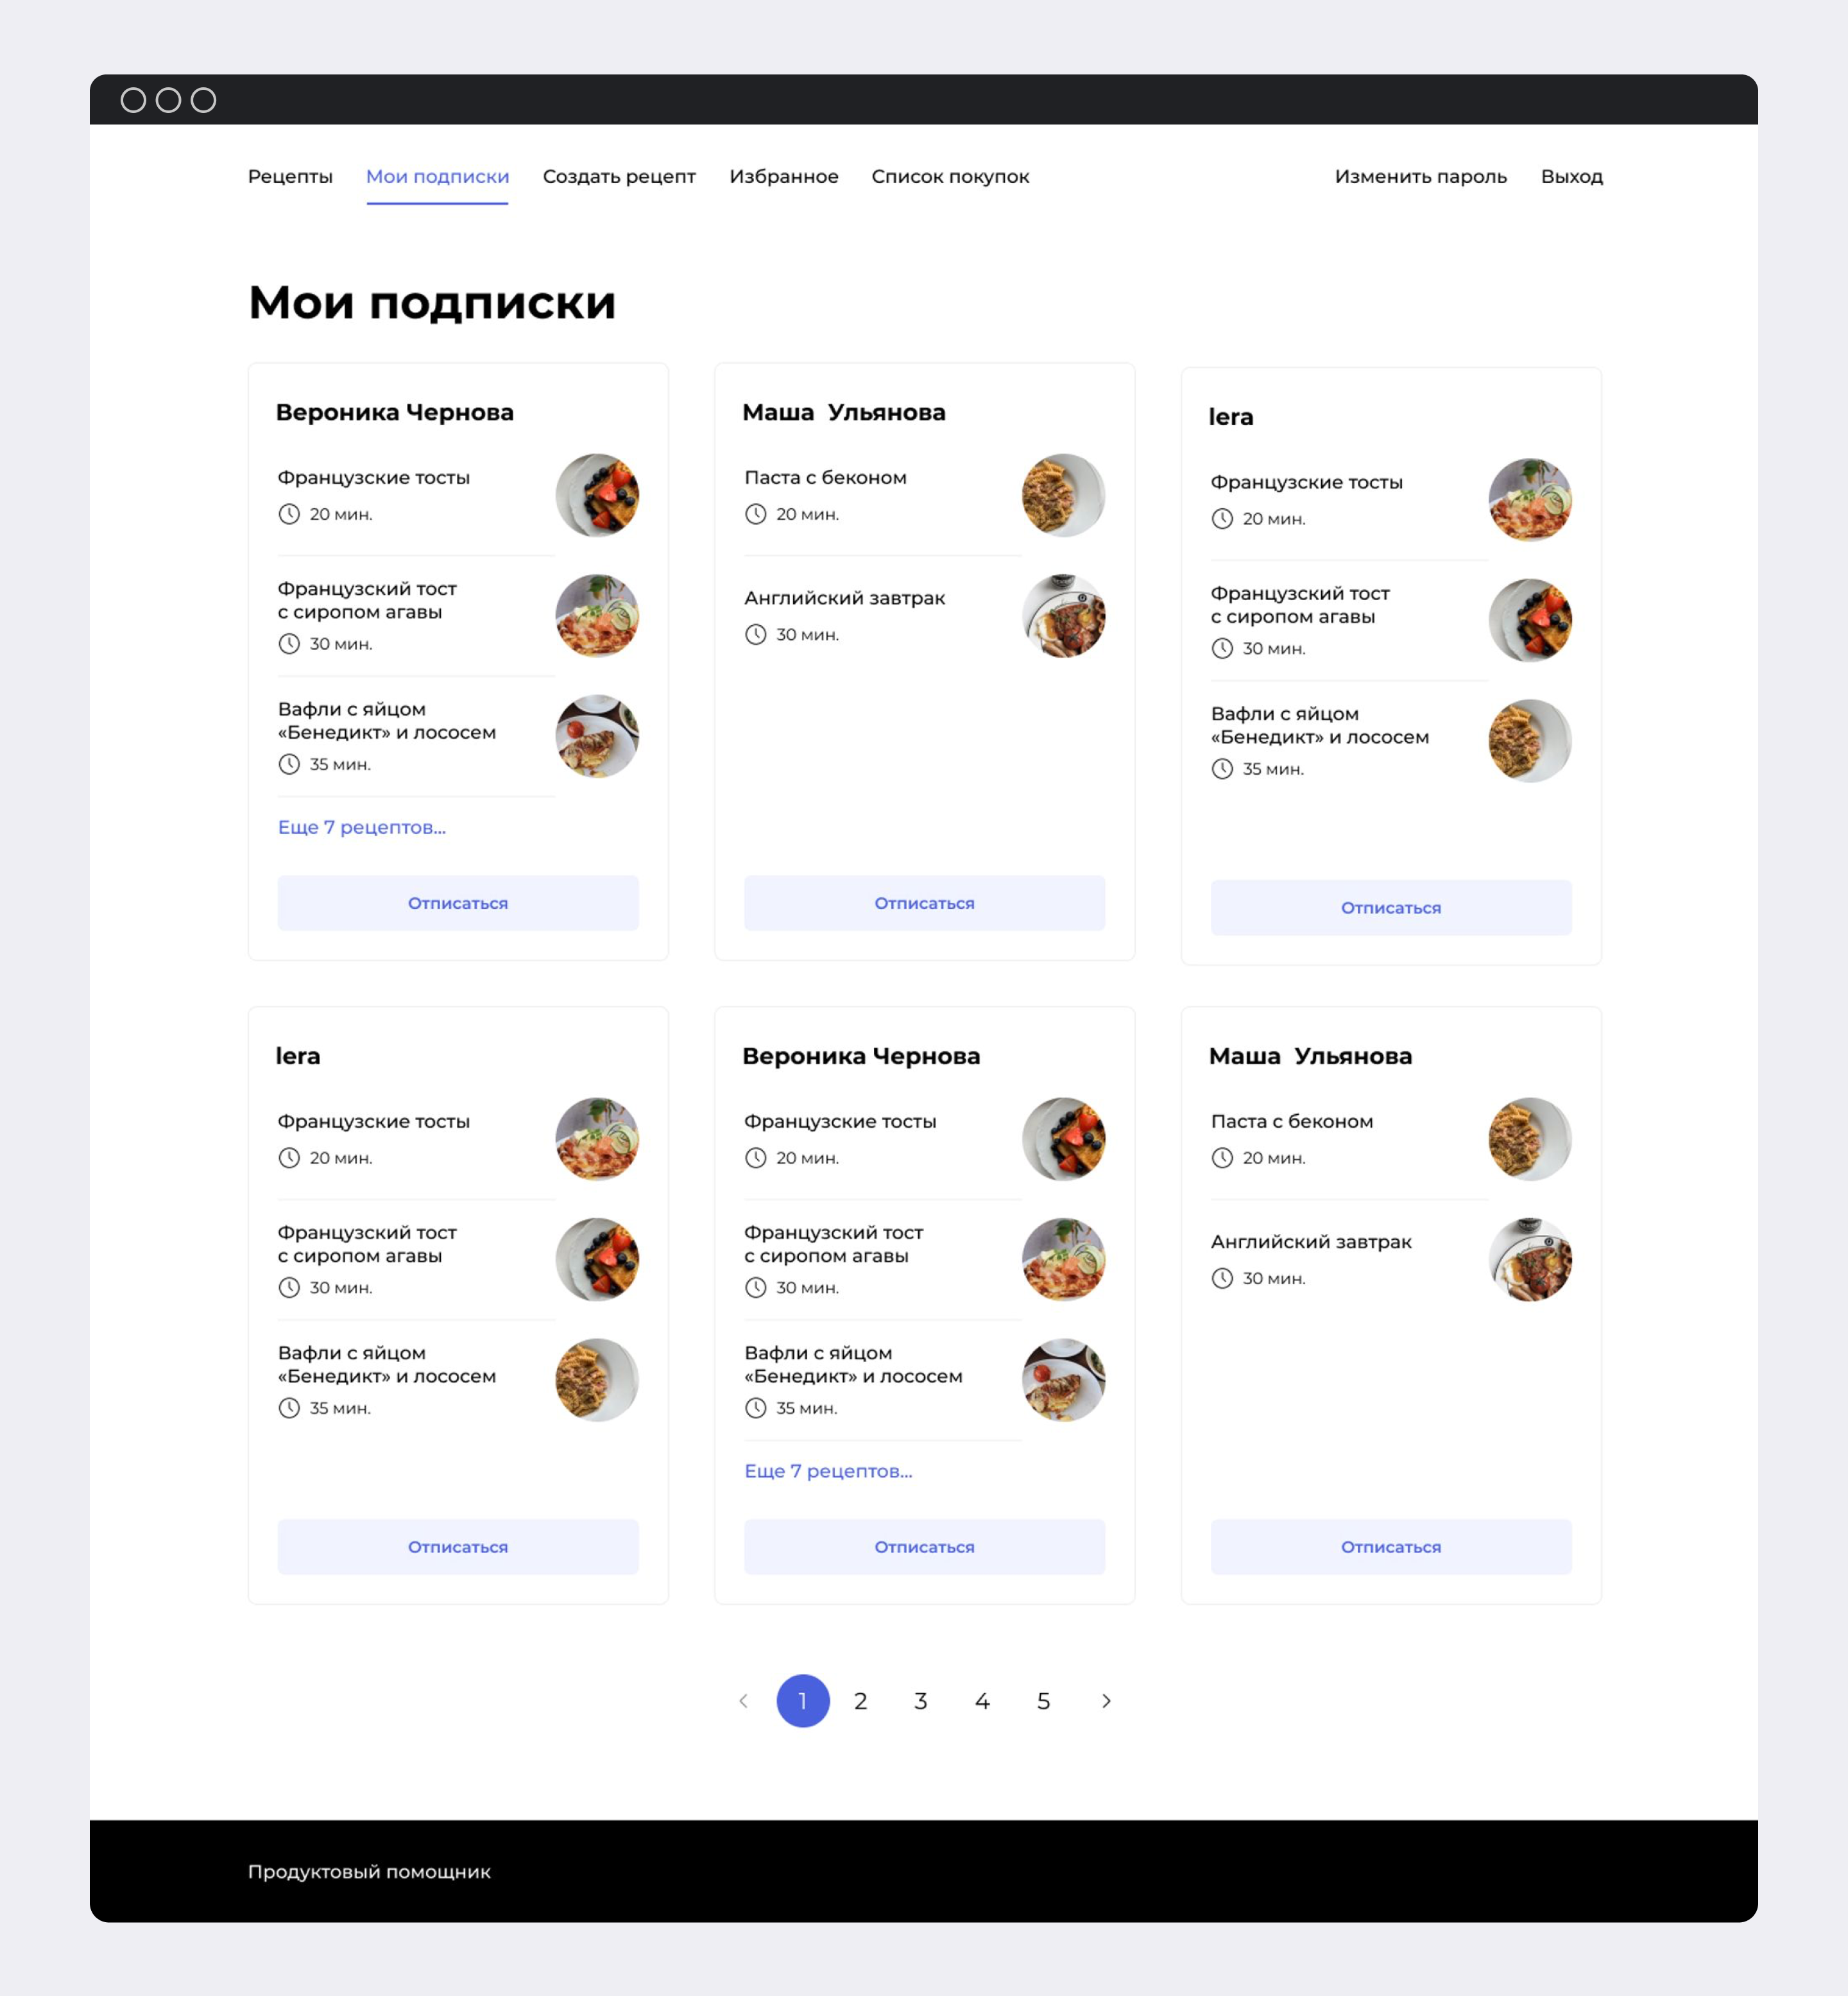 Рецепты
Мои подписки
Создать рецепт
Избранное
Список покупок
Изменить пароль
Выход
Мои подписки
Вероника Чернова
Французские тосты
20 мин.
Французский тост
с сиропом агавы
30 мин.
Вафли с яйцом
«Бенедикт» и лососем
35 мин.
Еще 7 рецептов...
Отписаться
Маша  Ульянова
Паста с беконом
20 мин.
Английский завтрак
30 мин.
Отписаться
lera
Французские тосты
20 мин.
Французский тост
с сиропом агавы
30 мин.
Вафли с яйцом
«Бенедикт» и лососем
35 мин.
Отписаться
lera
Французские тосты
20 мин.
Французский тост
с сиропом агавы
30 мин.
Вафли с яйцом
«Бенедикт» и лососем
35 мин.
Отписаться
Вероника Чернова
Французские тосты
20 мин.
Французский тост
с сиропом агавы
30 мин.
Вафли с яйцом
«Бенедикт» и лососем
35 мин.
Еще 7 рецептов...
Отписаться
Маша  Ульянова
Паста с беконом
20 мин.
Английский завтрак
30 мин.
Отписаться
1 2 3 4 5
Продуктовый помощник